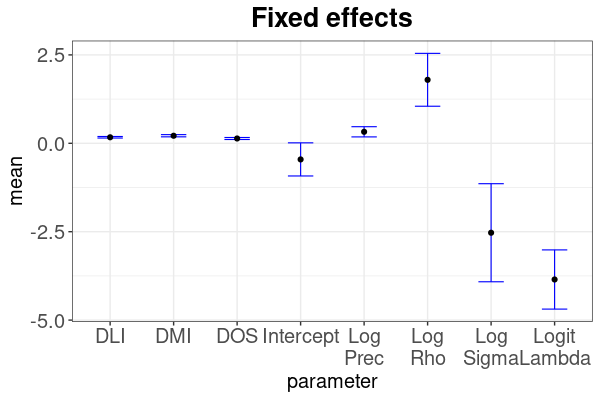 Fixed effects
mean
2.5
0.0
-2.5
-5.0
DLI DMI DOS Intercept Log Prec Log Rho Log Sigma Logit Lambda
parameter